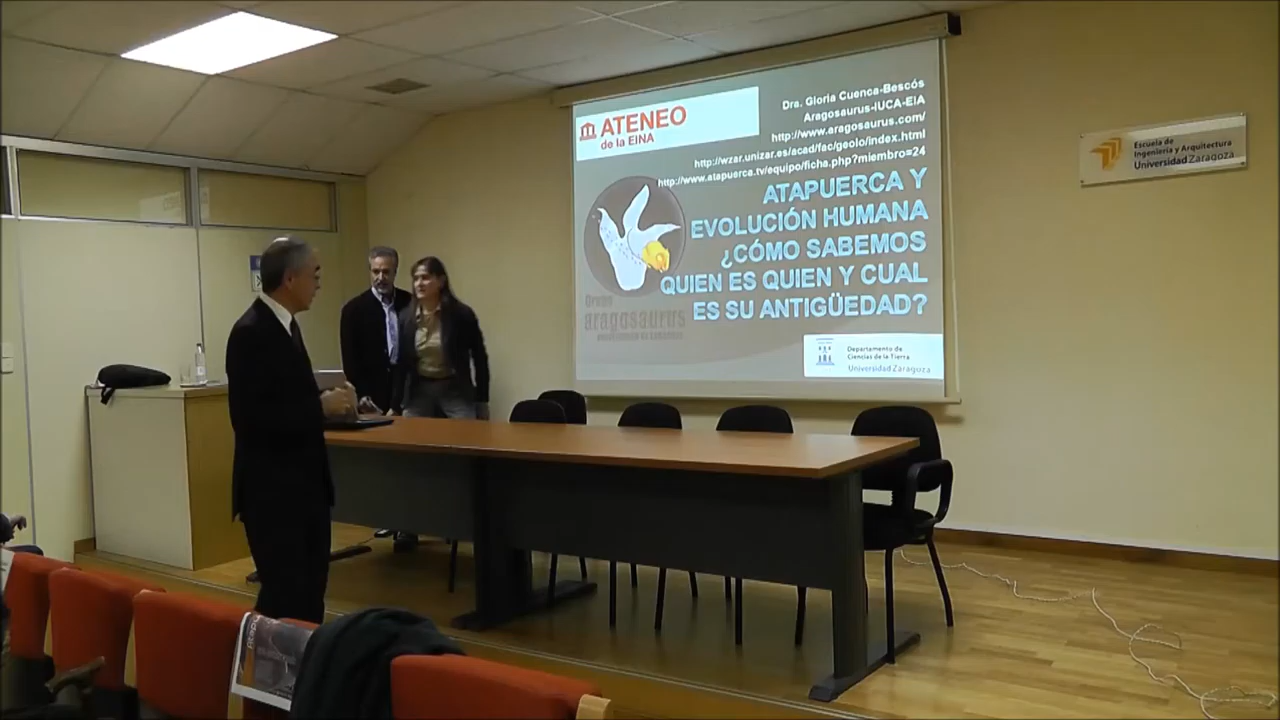 ATENEO
de la EINA
Dra. Gloria Cuenca-Bescós
Aragosaurus-IUCA-EIA
http://www.aragosaurus.com/
http://wzar.unizar.es/acad/fac/geolo/index.html
http://www.atapuerca.tv/equipo/ficha.php?miembro=24
ATAPUERCA Y
EVOLUCIÓN HUMANA
¿CÓMO SABEMOS
QUIEN ES QUIEN Y CUAL
ES SU ANTIGÜEDAD?
Grupo
aragosaurus
Departamento de
Ciencias de la Tierra
Universidad Zaragoza
Escuela de
Ingeniería y Arquitectura
Universidad Zaragoza